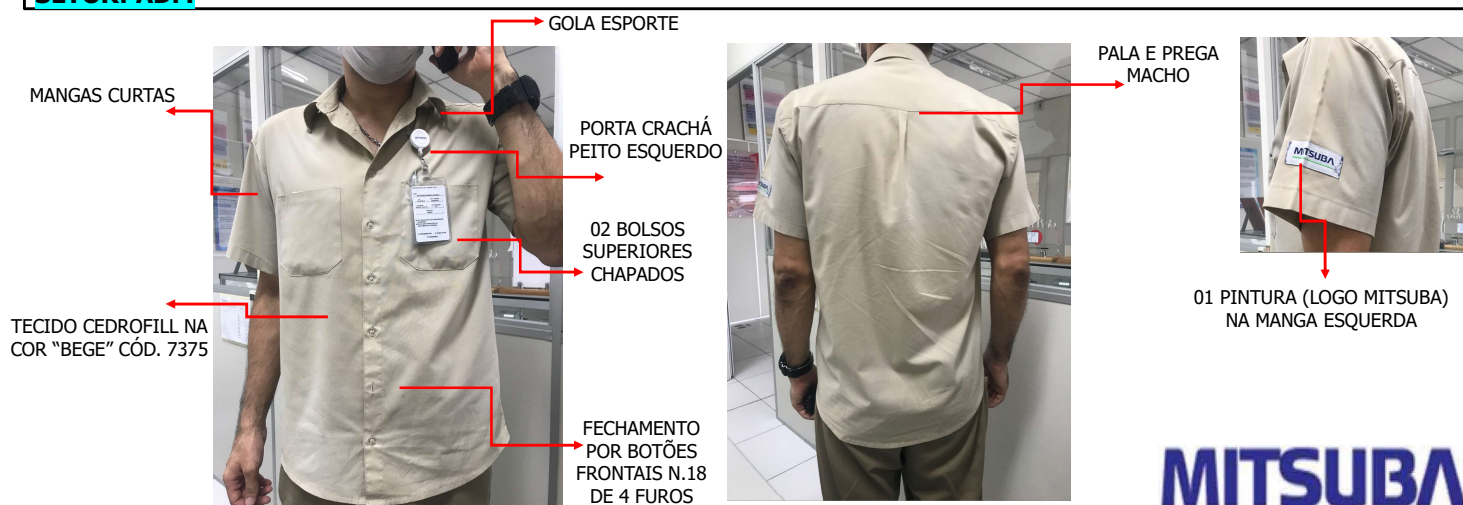 SETOR: ADM
GOLA ESPORTE
MANGAS CURTAS
PORTA CRACHÁ
PEITO ESQUERDO
02 BOLSOS
SUPERIORES
CHAPADOS
TECIDO CEDROFILL NA
COR “BEGE” CÓD. 7375
FECHAMENTO
POR BOTÕES
FRONTAIS N.18
DE 4 FUROS
PALA E PREGA
MACHO
MITSUBA
01 PINTURA (LOGO MITSUBA)
NA MANGA ESQUERDA
MITSUBA